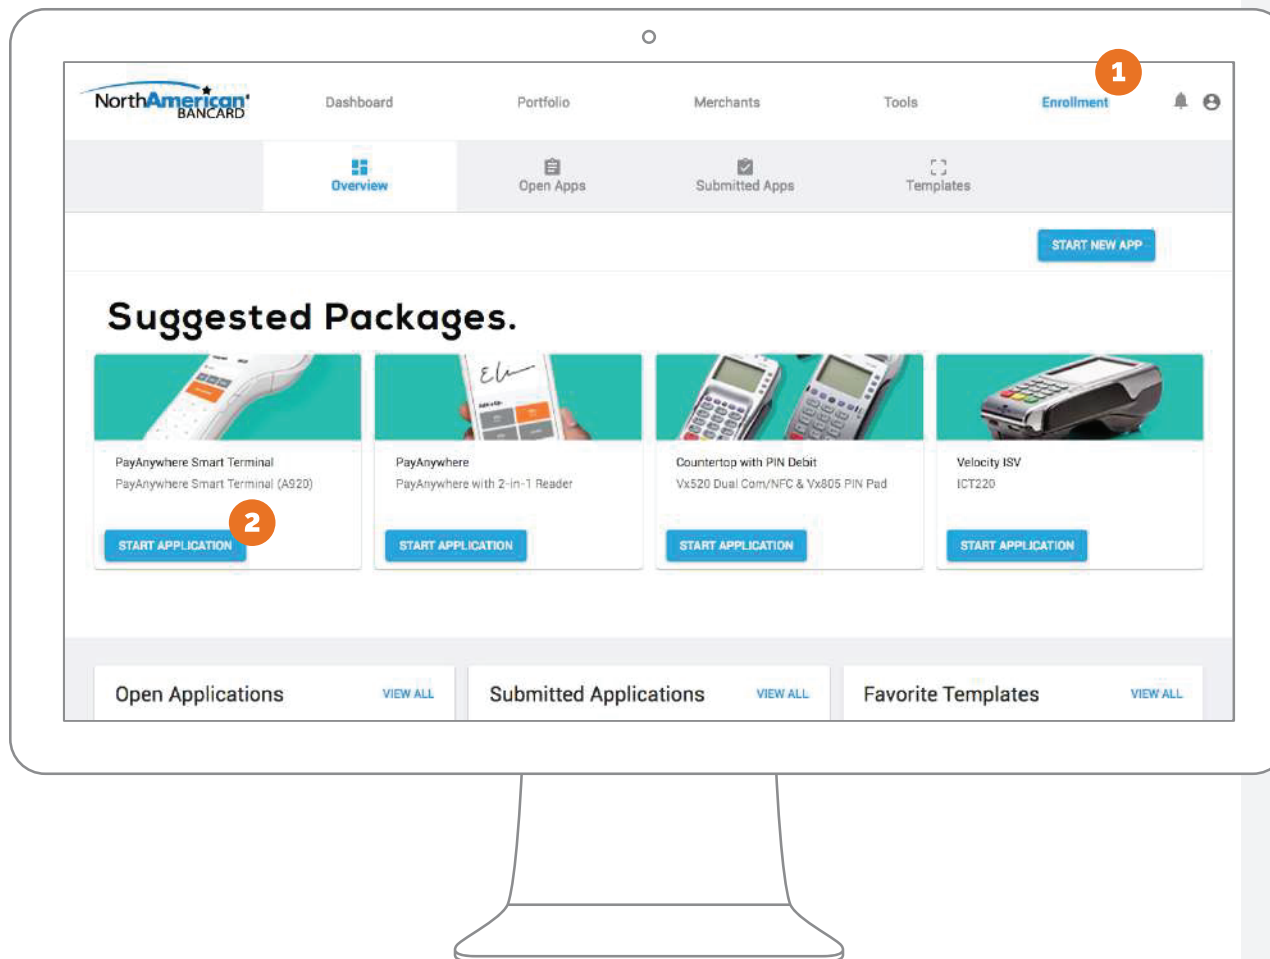 1
NorthAmerican
BANCARD
Dashboard
Portfolio
Merchants
Tools
Enrollment
Overview
Open Apps
Submitted Apps
Templates
START NEW APP
Suggested Packages.
PayAnywhere Smart Terminal
PayAnywhere Smart Terminal (A920)
2
START APPLICATION
PayAnywhere
PayAnywhere with 2-in-1 Reader
START APPLICATION
Countertop with PIN Debit
Vx520 Dual Com/NFC & Vx805 PIN Pad
START APPLICATION
Velocity ISV
ICT220
START APPLICATION
Open Applications
VIEW ALL
Submitted Applications
VIEW ALL
Favorite Templates
VIEW ALL